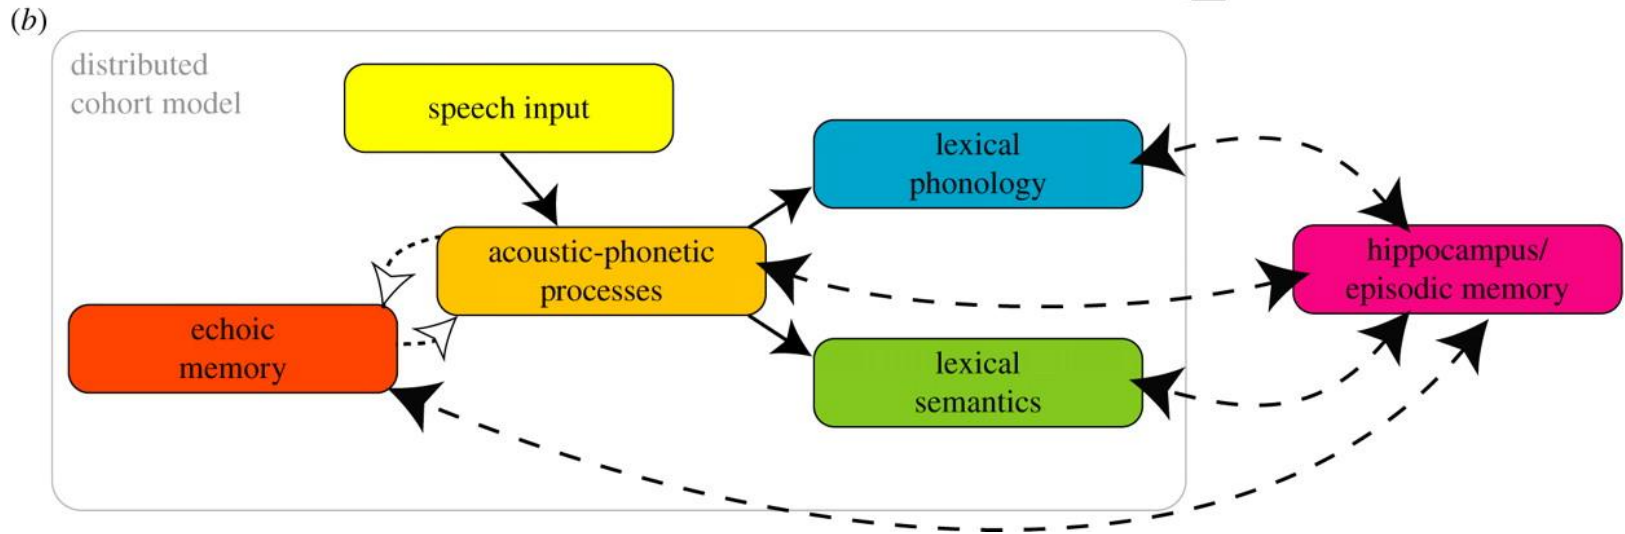 (b)
distributed
cohort model
speech input
lexical
phonology
acoustic-phonetic
processes
hippocampus/
episodic memory
echoic
memory
lexical
semantics